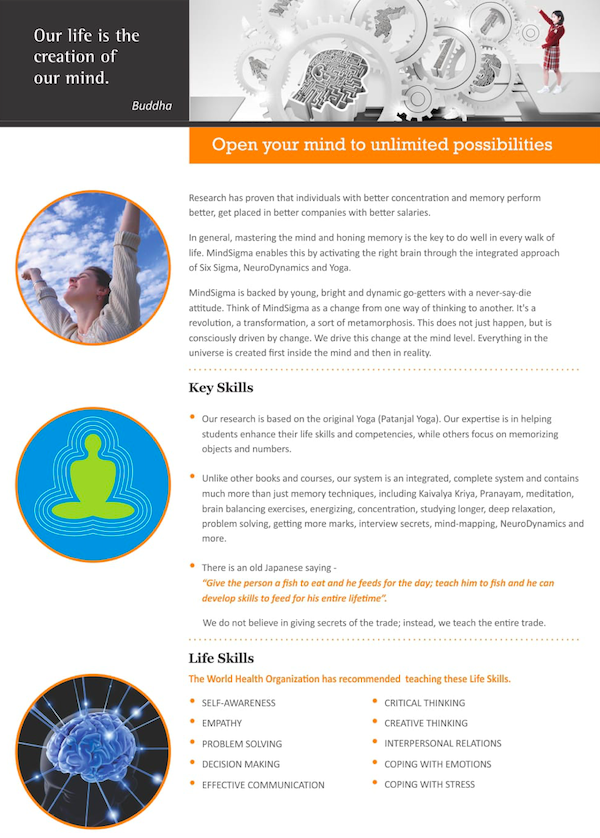 Our life is the
creation of
our mind.
Buddha
Open your mind to unlimited possibilities
Research has proven that individuals with better concentration and memory perform
better, get placed in better companies with better salaries.
In general, mastering the mind and honing memory is the key to do well in every walk of
life. MindSigma enables this by activating the right brain through the integrated approach
of Six Sigma, NeuroDynamics and Yoga.
MindSigma is backed by young, bright and dynamic go-getters with a never-say-die
attitude. Think of MindSigma as a change from one way of thinking to another. It's a
revolution, a transformation, a sort of metamorphosis. This does not just happen, but is
consciously driven by change. We drive this change at the mind level. Everything in the
universe is created first inside the mind and then in reality.
Key Skills
• Our research is based on the original Yoga (Patanjal Yoga). Our expertise is in helping
students enhance their life skills and competencies, while others focus on memorizing
objects and numbers.
• Unlike other books and courses, our system is an integrated, complete system and contains
much more than just memory techniques, including Kaivalya Kriya, Pranayam, meditation,
brain balancing exercises, energizing, concentration, studying longer, deep relaxation,
problem solving, getting more marks, interview secrets, mind-mapping, NeuroDynamics and
more.
• There is an old Japanese saying -
"Give the person a fish to eat and he feeds for the day; teach him to fish and he can
develop skills to feed for his entire lifetime".
We do not believe in giving secrets of the trade; instead, we teach the entire trade.
Life Skills
The World Health Organization has recommended teaching these Life Skills.
• SELF-AWARENESS
• EMPATHY
• PROBLEM SOLVING
• DECISION MAKING
• EFFECTIVE COMMUNICATION
• CRITICAL THINKING
• CREATIVE THINKING
• INTERPERSONAL RELATIONS
• COPING WITH EMOTIONS
• COPING WITH STRESS